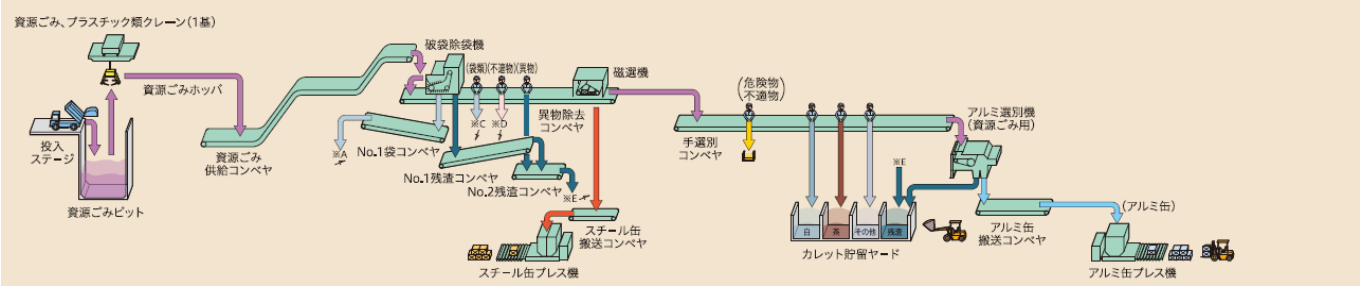 資源ごみ、プラスチック類クレーン(1基)
資源ごみホッパ
投入
ステージ
資源ごみピット
資源ごみ
供給コンベヤ
破袋除袋機
(袋類)(不適物)(異物)
磁選機
異物除去
コンベヤ
※A
※C
※D
No.1袋コンベヤ
No.1残渣コンベヤ
No.2残渣コンベヤ
※E
スチール缶
搬送コンベヤ
スチール缶プレス機
手選別
コンベヤ
(危険物)
(不適物)
アルミ選別機
(資源ごみ用)
※E
白
茶
その他
残渣
カレット貯留ヤード
アルミ缶
搬送コンベヤ
(アルミ缶)
アルミ缶プレス機